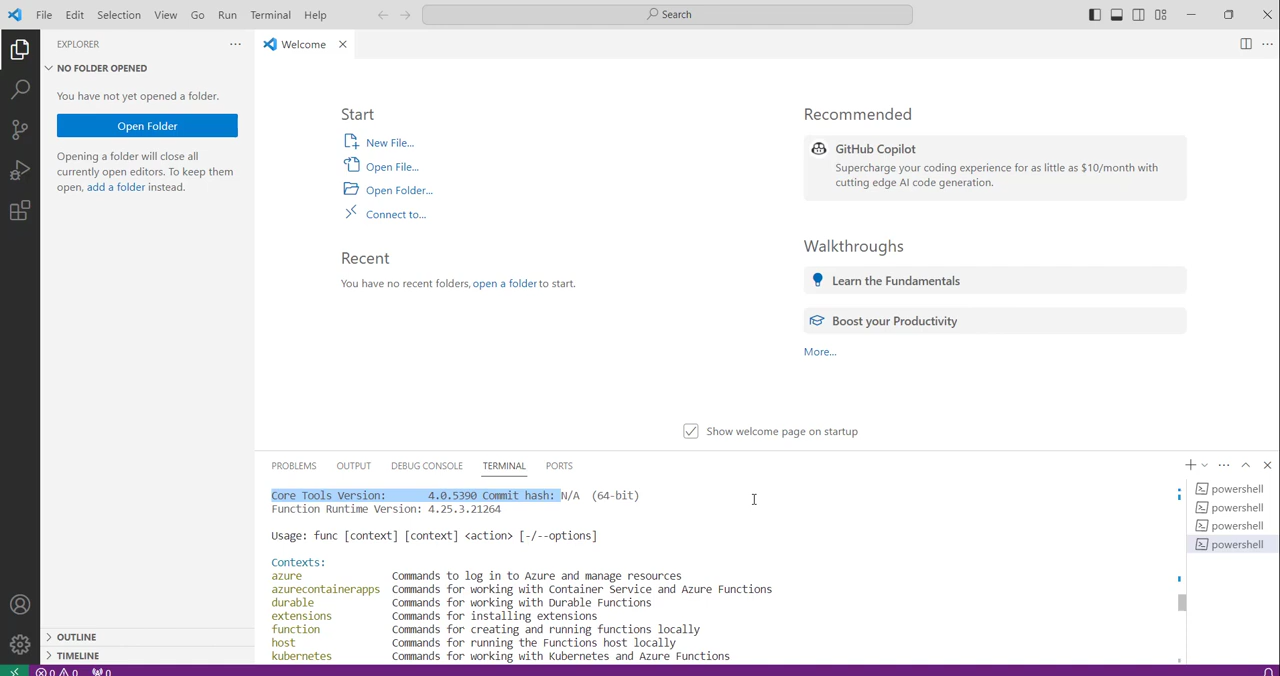 File Edit Selection View Go Run Terminal Help
Search
EXPLORER
NO FOLDER OPENED
You have not yet opened a folder.
Open Folder
Opening a folder will close all
currently open editors. To keep them
open, add a folder instead.
OUTLINE
TIMELINE
Welcome
Start
New File...
Open File...
Open Folder...
Connect to...
Recent
You have no recent folders, open a folder to start.
Recommended
GitHub Copilot
Supercharge your coding experience for as little as $10/month with
cutting edge AI code generation.
Walkthroughs
Learn the Fundamentals
Boost your Productivity
More...
Show welcome page on startup
PROBLEMS OUTPUT DEBUG CONSOLE TERMINAL PORTS
Core Tools Version: 4.0.5390 Commit hash: N/A (64-bit)
Function Runtime Version: 4.25.3.21264
Usage: func [context] [context] <action> [-/--options]
Contexts:
azure Commands to log in to Azure and manage resources
azurecontainerapps Commands for working with Container Service and Azure Functions
durable Commands for working with Durable Functions
extensions Commands for installing extensions
function Commands for creating and running functions locally
host Commands for running the Functions host locally
kubernetes Commands for working with Kubernetes and Azure Functions
powershell
powershell
powershell
powershell
0 0 0